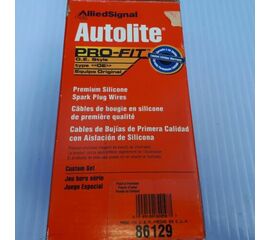 AlliedSignal
Autolite
PRO-FIT
O.E. Style
type «OE»
Equipo Original
Premium Silicone
Spark Plug Wires
Câbles de bougie en silicone
de première qualité
Cables de Bujías de Primera Calidad
con Aislación de Silicona
Custom Set
Jeu hors série
Juego Especial
86129